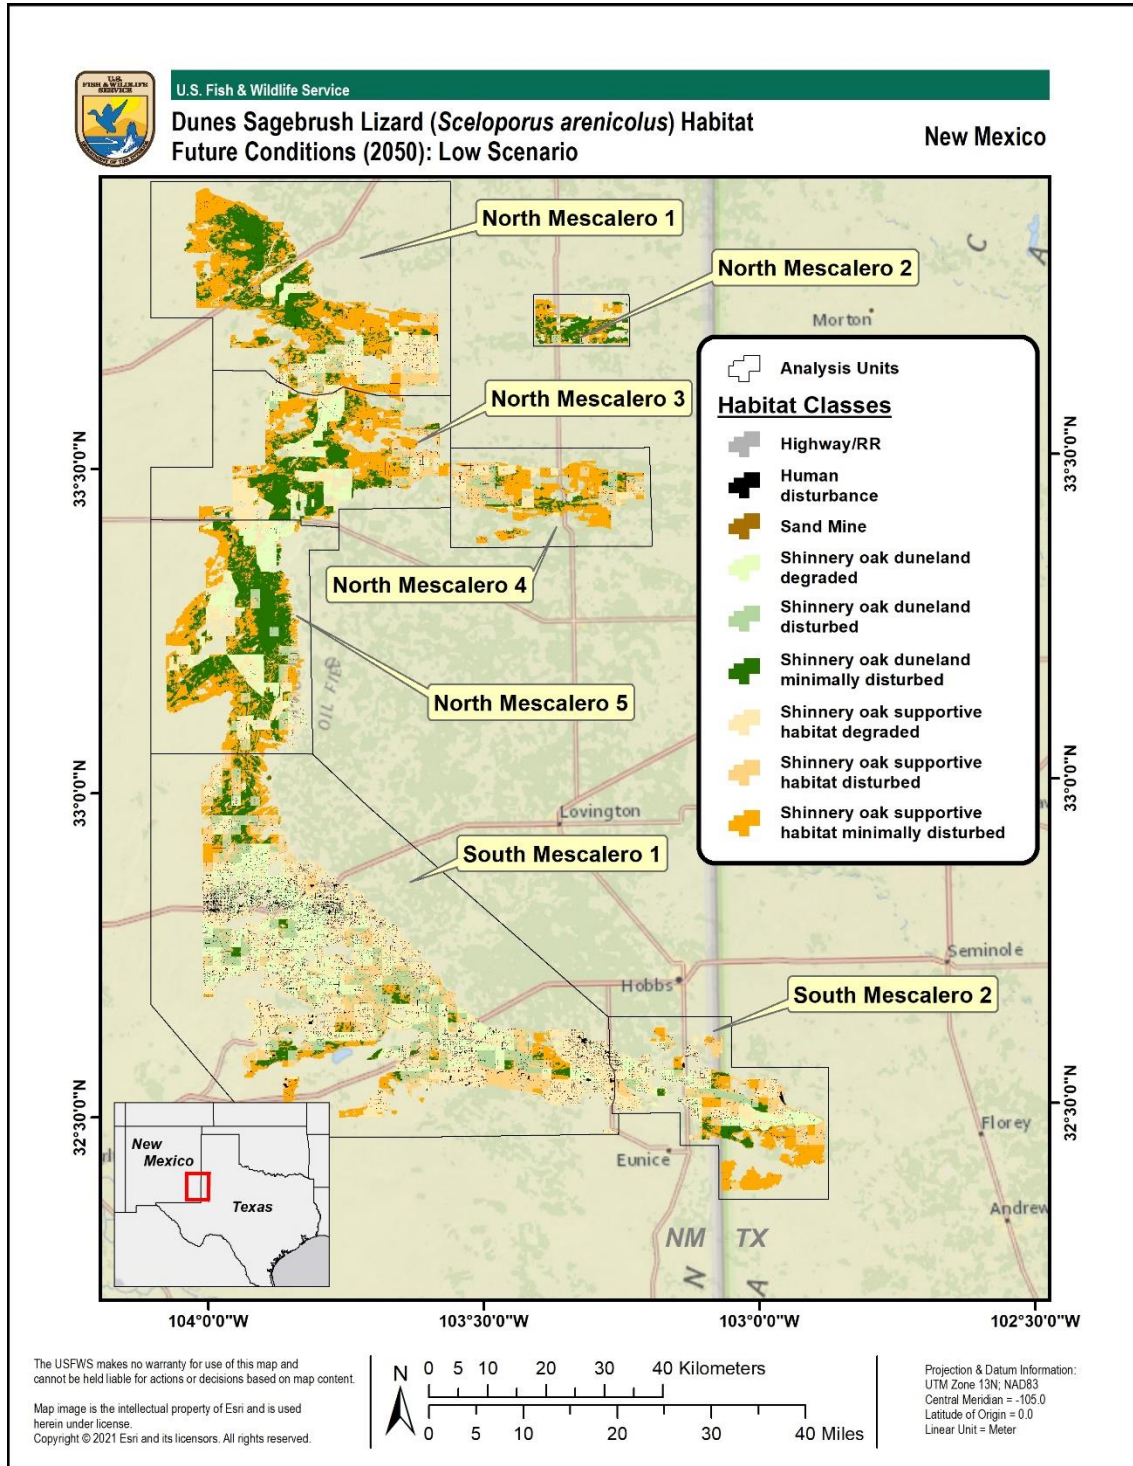 U.S.
FISH & WILDLIFE
SERVICE
DEPARTMENT OF THE INTERIOR
U.S. Fish & Wildlife Service
Dunes Sagebrush Lizard (Sceloporus arenicolus) Habitat
Future Conditions (2050): Low Scenario
New Mexico
North Mescalero 1
North Mescalero 2
Morton
C
A
North Mescalero 3
North Mescalero 4
North Mescalero 5
OIL FIELD
Lovington
South Mescalero 1
Hobbs
Seminole
South Mescalero 2
Florey
Eunice
Andrew
NM TX
N
A
Analysis Units
Habitat Classes
Highway/RR
Human
disturbance
Sand Mine
Shinnery oak duneland
degraded
Shinnery oak duneland
disturbed
Shinnery oak duneland
minimally disturbed
Shinnery oak supportive
habitat degraded
Shinnery oak supportive
habitat disturbed
Shinnery oak supportive
habitat minimally disturbed
33°30'0"N
33°0'0"N
32°30'0"N
33°30'0"N
33°0'0"N
32°30'0"N
New
Mexico
Texas
104°0'0"W
103°30'0"W
103°0'0"W
102°30'0"W
The USFWS makes no warranty for use of this map and
cannot be held liable for actions or decisions based on map content.
Map image is the intellectual property of Esri and is used
herein under license.
Copyright © 2021 Esri and its licensors. All rights reserved.
N
0 5 10 20 30 40 Kilometers
0 5 10 20 30 40 Miles
Projection & Datum Information:
UTM Zone 13N; NAD83
Central Meridian = -105.0
Latitude of Origin = 0.0
Linear Unit = Meter